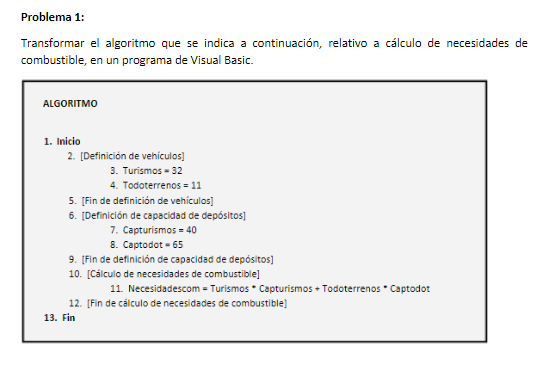 Problema 1:
Transformar el algoritmo que se indica a continuación, relativo a cálculo de necesidades de
combustible, en un programa de Visual Basic.
ALGORITMO
1. Inicio
2. [Definición de vehículos]
3. Turismos = 32
4. Todoterrenos = 11
5. [Fin de definición de vehículos]
6. [Definición de capacidad de depósitos]
7. Capturismos = 40
8. Captodot = 65
9. [Fin de definición de capacidad de depósitos]
10. [Cálculo de necesidades de combustible]
11. Necesidadescom = Turismos * Capturismos + Todoterrenos * Captodot
12. [Fin de cálculo de necesidades de combustible]
13. Fin